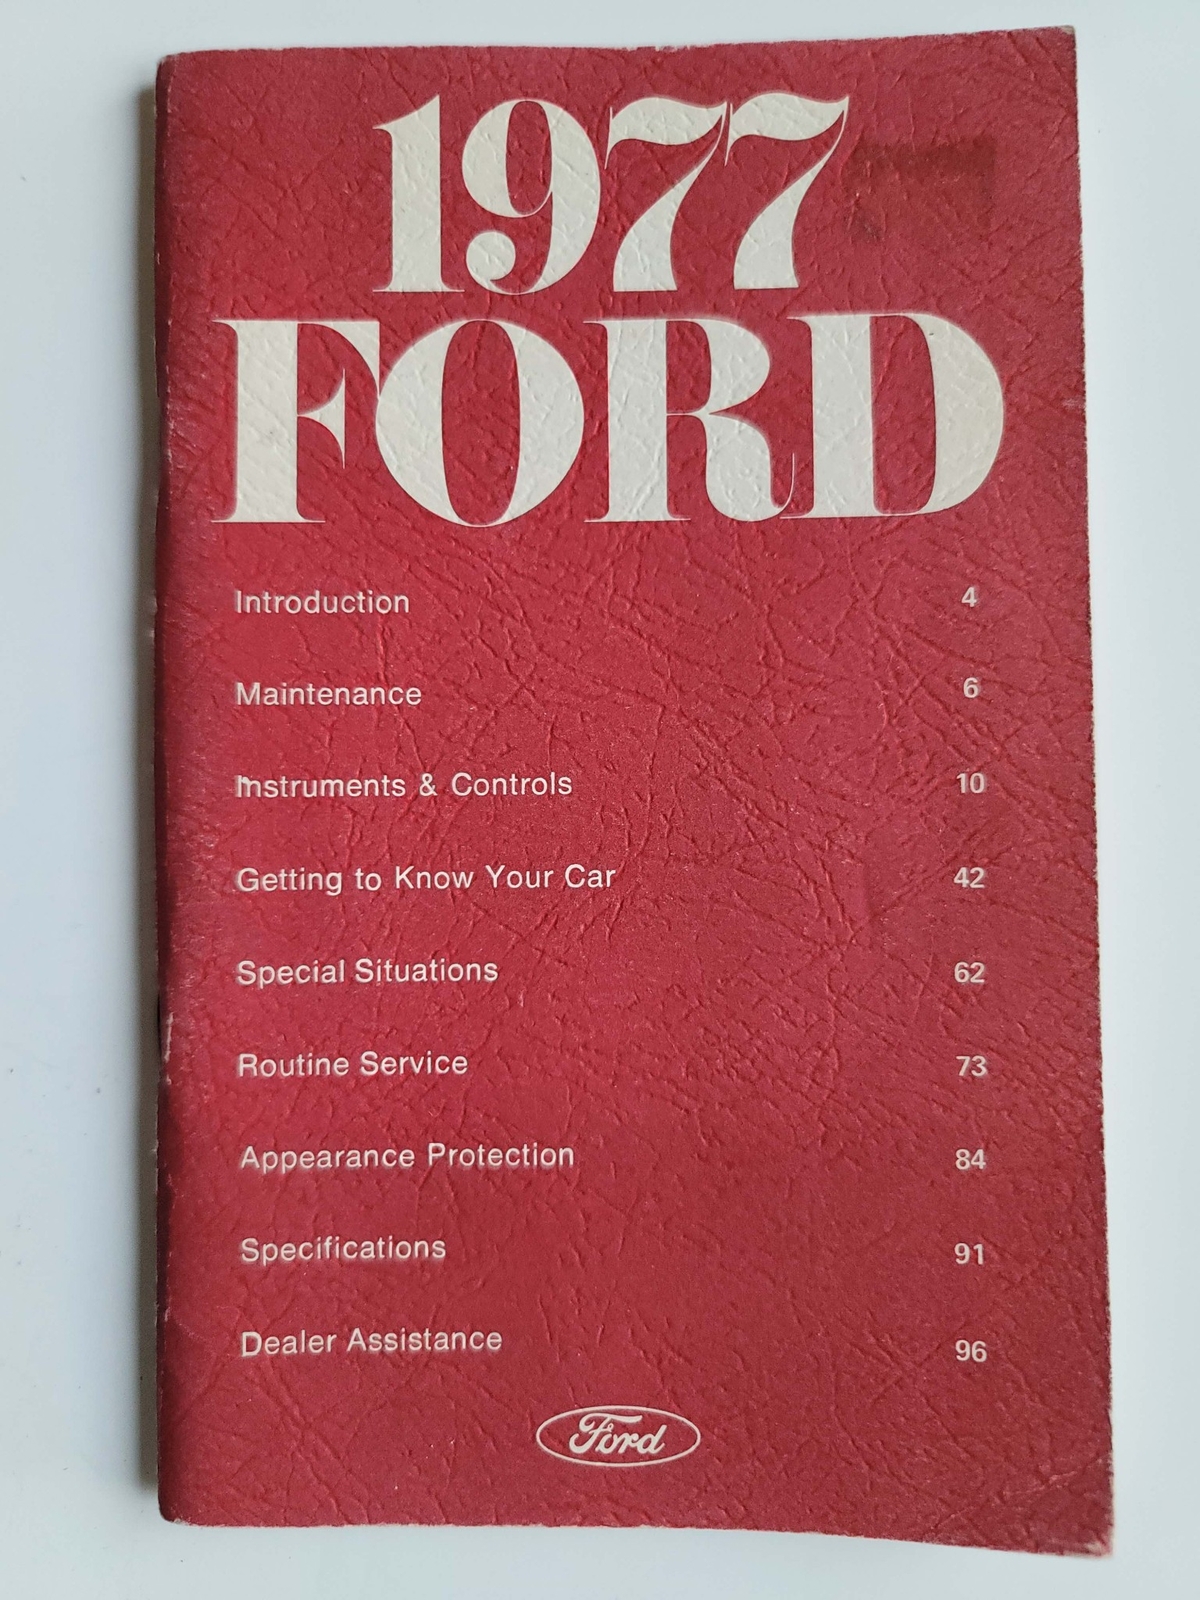 1977
FORD
Introduction 4
Maintenance 6
Instruments & Controls 10
Getting to Know Your Car 42
Special Situations 62
Routine Service 73
Appearance Protection 84
Specifications 91
Dealer Assistance 96
Ford